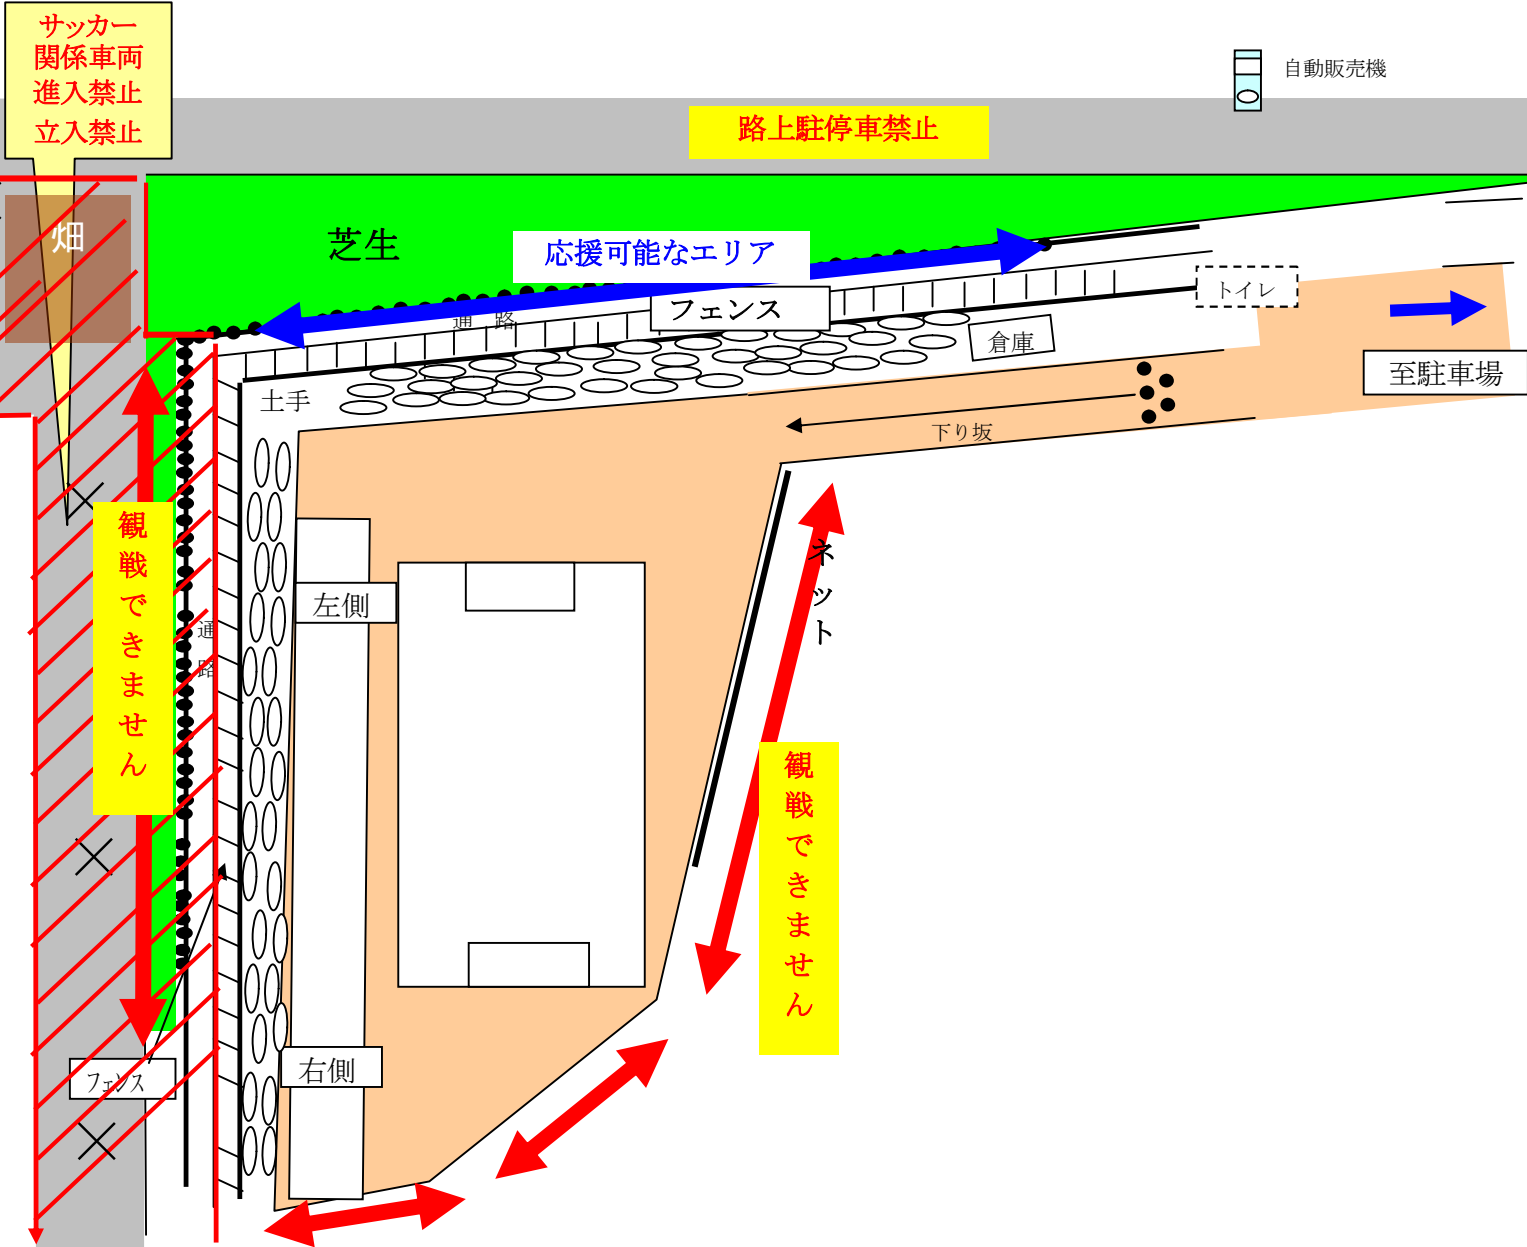 サッカー
関係車両
進入禁止
立入禁止
自動販売機
路上駐停車禁止
畑
芝生
応援可能なエリア
フェンス
通　路
トイレ
倉庫
至駐車場
土手
下り坂
観戦できません
ネット
左側
通路
観戦できません
右側
フェンス